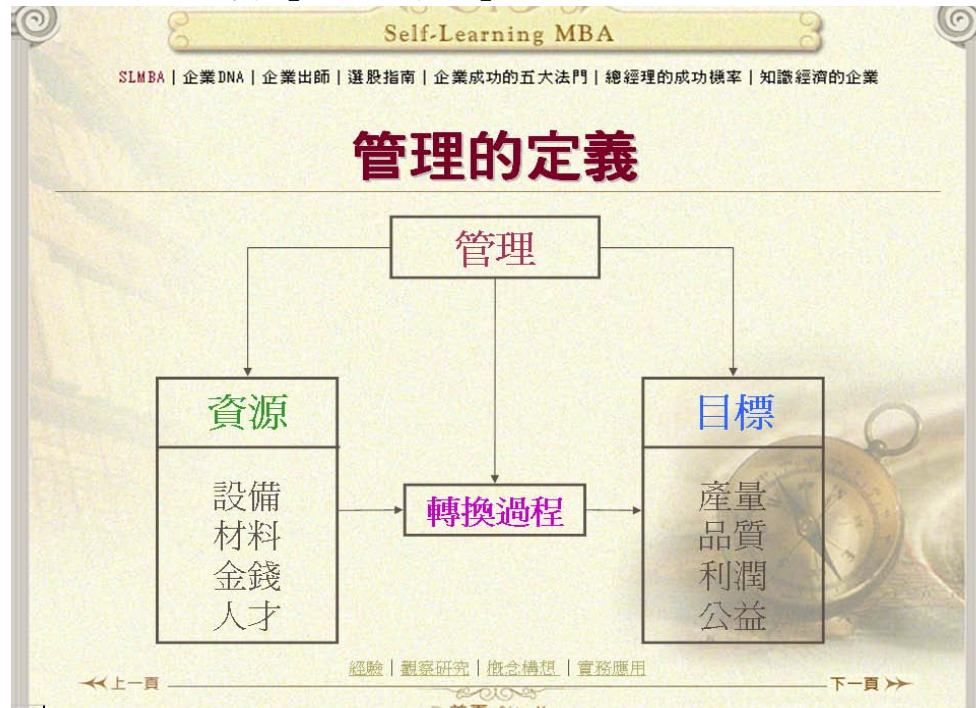 Self-Learning MBA
SLMBA | 企業DNA | 企業出師 | 選股指南 | 企業成功的五大法門 | 總經理的成功機率 | 知識經濟的企業
管理的定義
管理
資源
設備
材料
金錢
人才
轉換過程
目標
產量
品質
利潤
公益
經驗 | 觀察研究 | 概念構想 | 實務應用
上一頁
下一頁